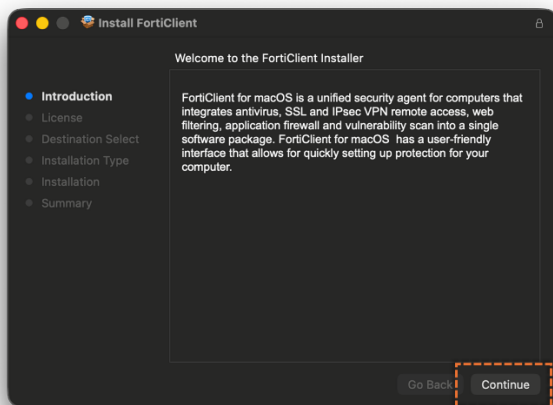 Install FortiClient
Welcome to the FortiClient Installer
Introduction
License
Destination Select
Installation Type
Installation
Summary
FortiClient for macOS is a unified security agent for computers that
integrates antivirus, SSL and IPsec VPN remote access, web
filtering, application firewall and vulnerability scan into a single
software package. FortiClient for macOS has a user-friendly
interface that allows for quickly setting up protection for your
computer.
Go Back
Continue